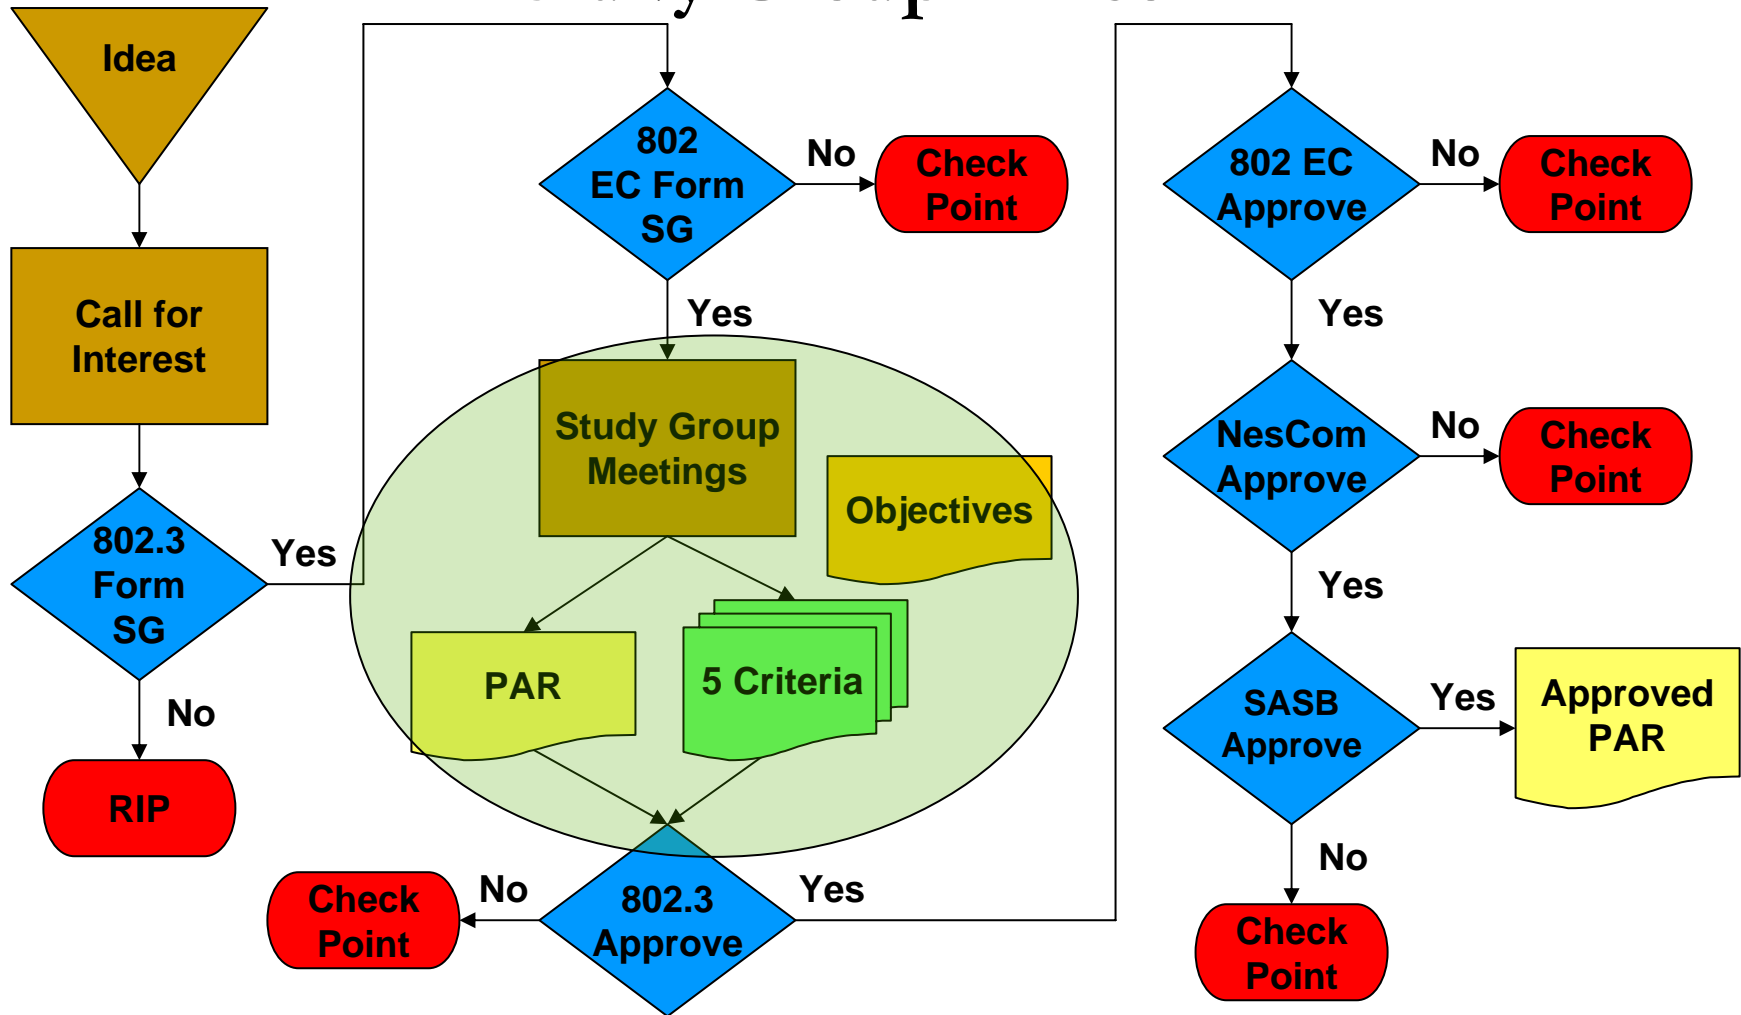 Idea
Call for
Interest
802.3
Form
SG
Yes
No
RIP
802
EC Form
SG
No
Check
Point
Yes
Study Group
Meetings
Objectives
PAR
5 Criteria
802.3
Approve
No
Check
Point
Yes
802 EC
Approve
No
Check
Point
Yes
NesCom
Approve
No
Check
Point
Yes
SASB
Approve
Yes
Approved
PAR
No
Check
Point